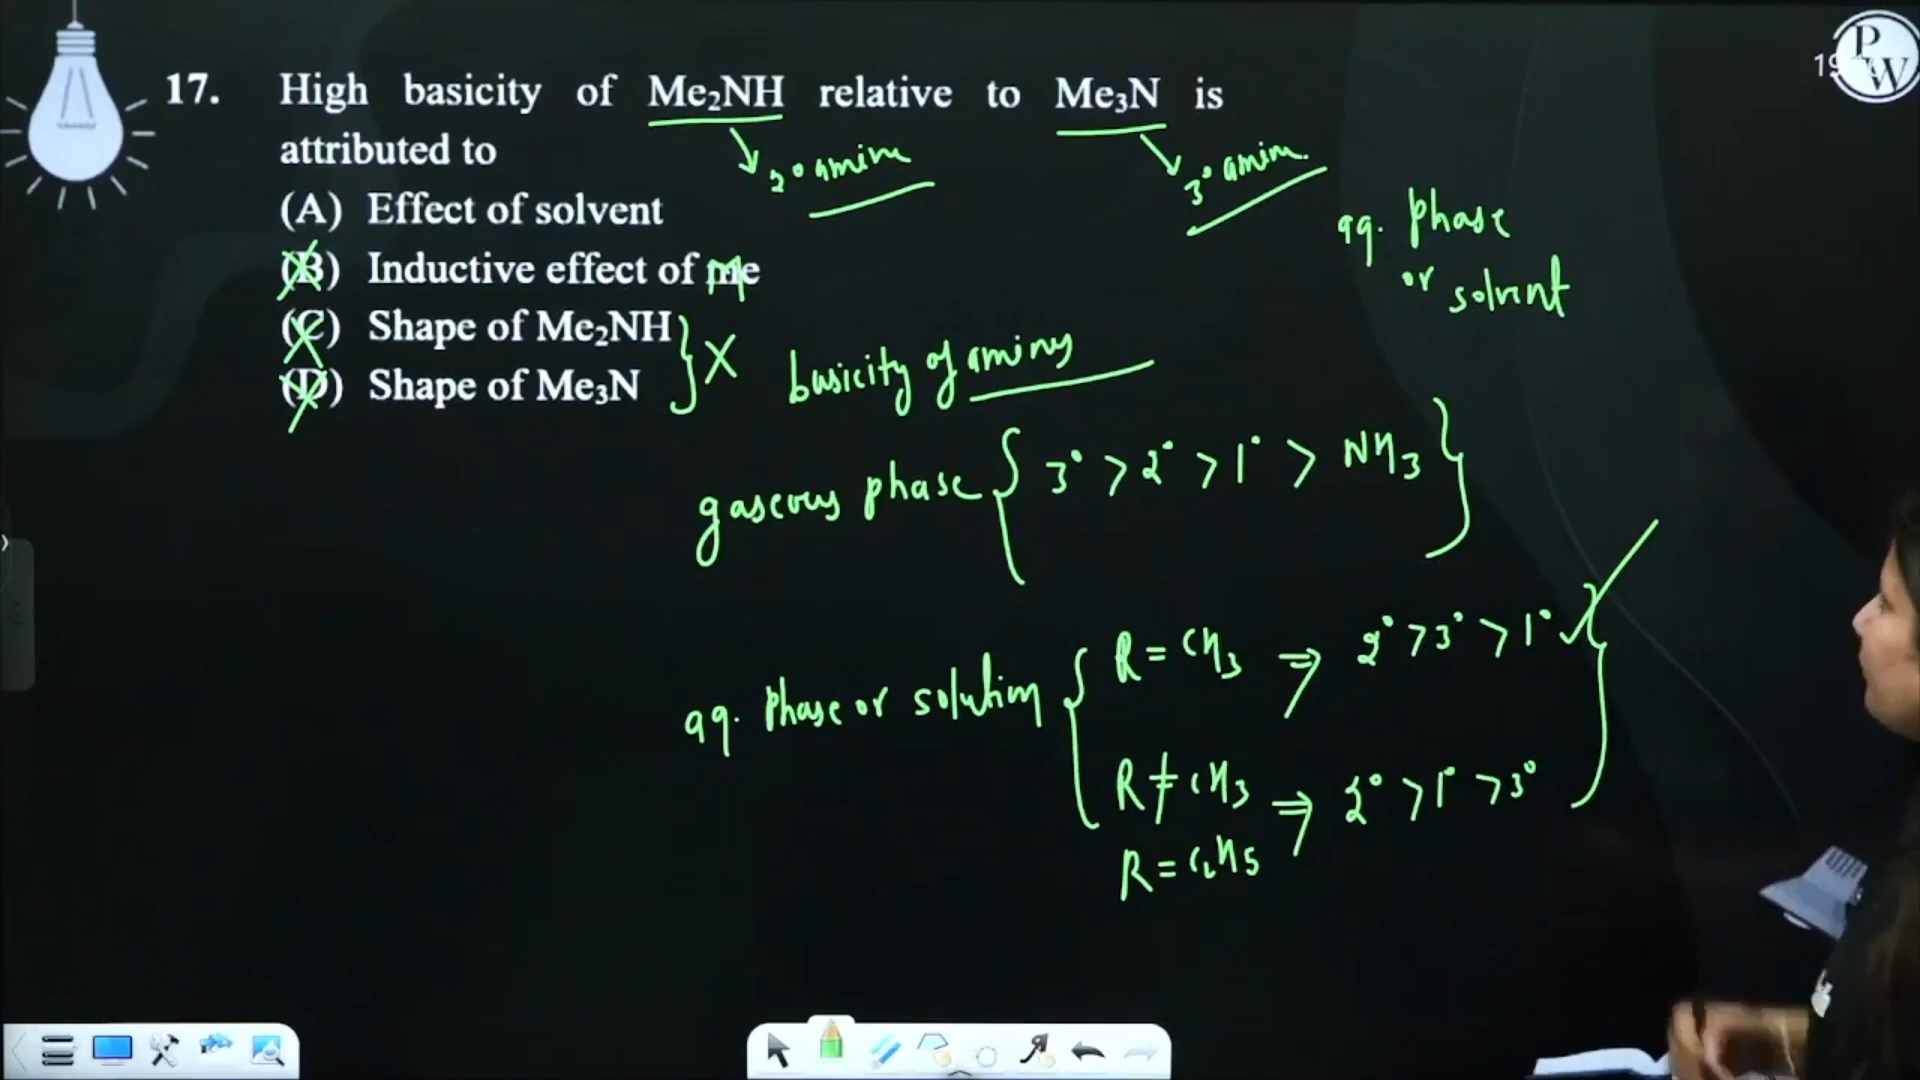 17. High basicity of Me₂NH relative to Me₃N is
attributed to
2° amine
3° amine.
(A) Effect of solvent
(B) Inductive effect of me
(C) Shape of Me₂NH
(D) Shape of Me₃N
} X
aq. phase
or solvent
basicity of amines
gaseous phase { 3° > 2° > 1° > NH3 }
aq. phase or solution { R = CH3 ⇒ 2° > 3° > 1° ✓
R ≠ CH3 ⇒ 2° > 1° > 3° }
R = C2H5
P
W